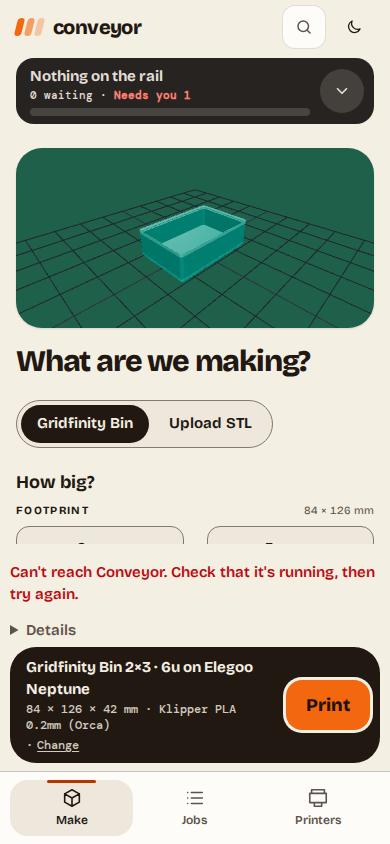 conveyor
Nothing on the rail
0 waiting · Needs you 1
What are we making?
Gridfinity Bin
Upload STL
How big?
FOOTPRINT
84 × 126 mm
Can't reach Conveyor. Check that it's running, then
try again.
Details
Gridfinity Bin 2×3 · 6u on Elegoo
Neptune
84 × 126 × 42 mm · Klipper PLA
0.2mm (Orca)
· Change
Print
Make
Jobs
Printers